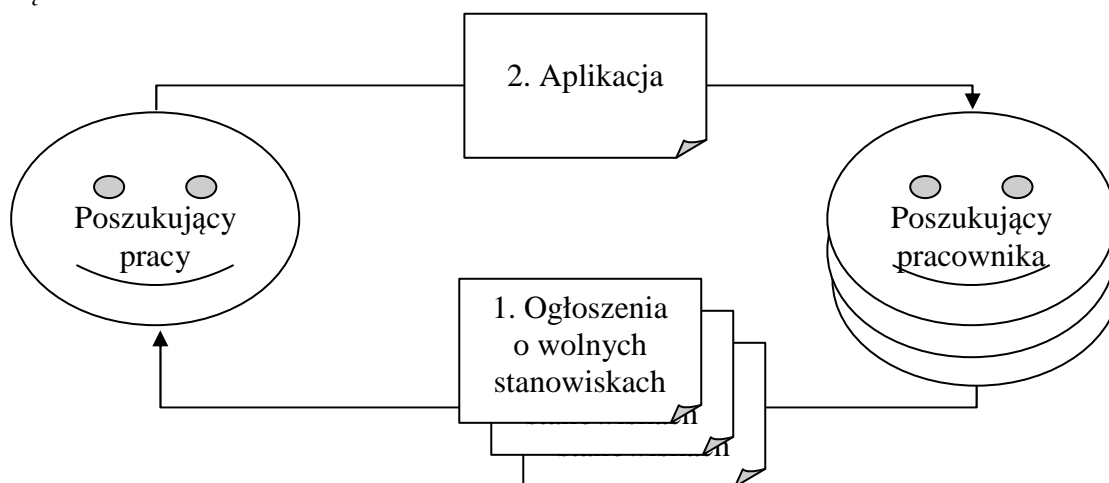 2. Aplikacja
Poszukujący
pracy
Poszukujący
pracownika
1. Ogłoszenia
o wolnych
stanowiskach